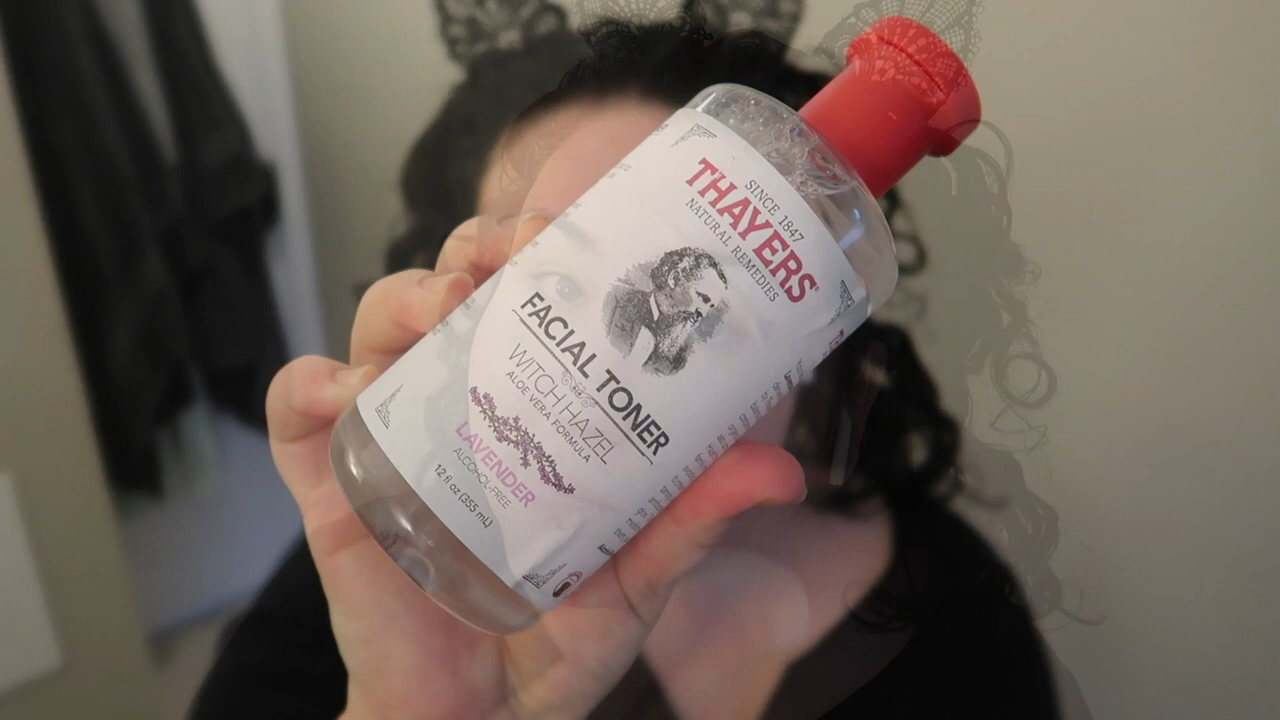 SINCE 1847
THAYERS®
NATURAL REMEDIES
FACIAL TONER
WITCH HAZEL
ALOE VERA FORMULA
LAVENDER
ALCOHOL-FREE
12 fl oz (355 mL)